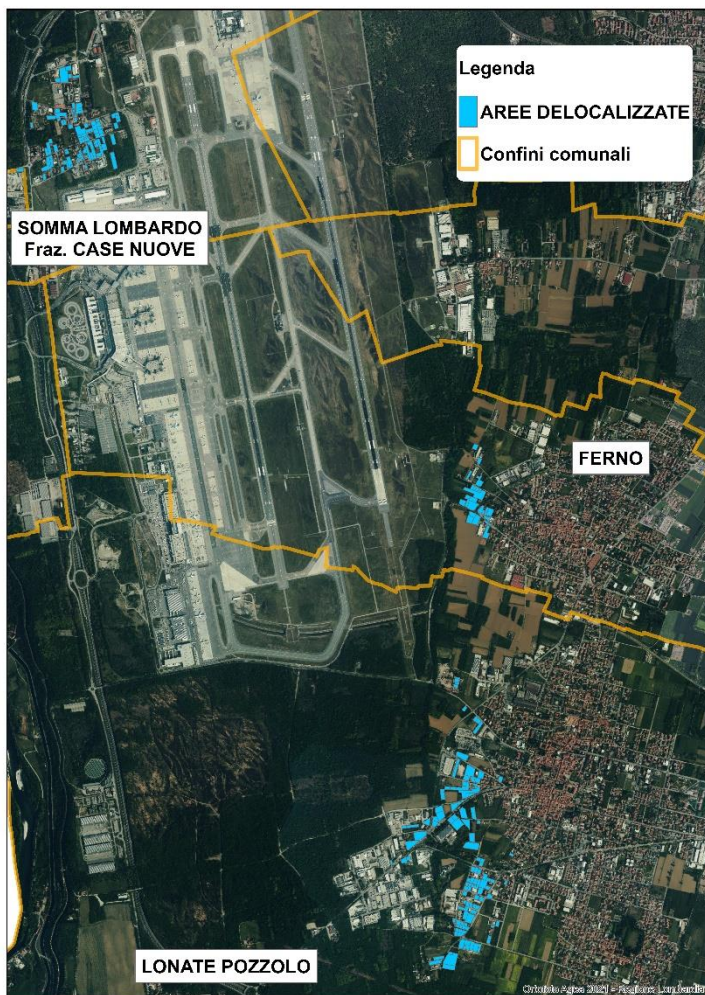 Legenda
AREE DELOCALIZZATE
Confini comunali
SOMMA LOMBARDO
Fraz. CASE NUOVE
FERNO
LONATE POZZOLO
Ortofoto Agea 2021 - Regione Lombardia